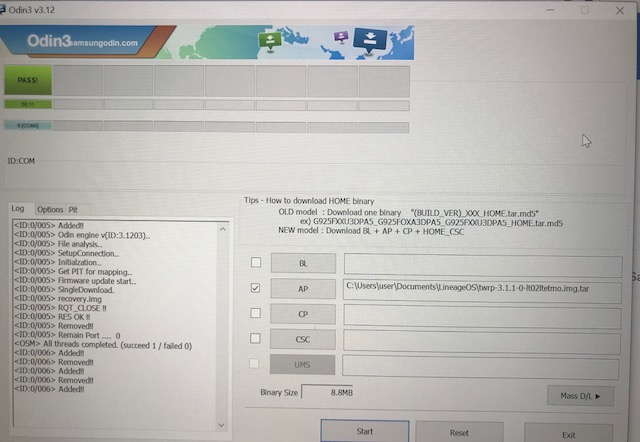 Odin3 v3.12
Odin3 samsungodin.com
PASS!
00:11
0:[COM6]
ID:COM
Log
Options
Pit
<ID:0/005> Added!!
<ID:0/005> Odin engine v(ID:3.1203)..
<ID:0/005> File analysis..
<ID:0/005> SetupConnection..
<ID:0/005> Initialzation..
<ID:0/005> Get PIT for mapping..
<ID:0/005> Firmware update start..
<ID:0/005> SingleDownload.
<ID:0/005> recovery.img
<ID:0/005> RQT_CLOSE !!
<ID:0/005> RES OK !!
<ID:0/005> Removed!!
<ID:0/005> Remain Port .... 0
<OSM> All threads completed. (succeed 1 / failed 0)
<ID:0/006> Added!!
<ID:0/006> Removed!!
<ID:0/006> Added!!
<ID:0/006> Removed!!
<ID:0/006> Added!!
Tips - How to download HOME binary
OLD model : Download one binary "(BUILD_VER)_XXX_HOME.tar.md5"
ex) G925FXXU3DPA5_G925FOXA3DPA5_G925FXXU3DPA5_HOME.tar.md5
NEW model : Download BL + AP + CP + HOME_CSC
BL
AP
C:\Users\user\Documents\LineageOS\twrp-3.1.1-0-lt02ltetmo.img.tar
CP
CSC
UMS
Binary Size
8.8MB
Mass D/L ▶
Start
Reset
Exit